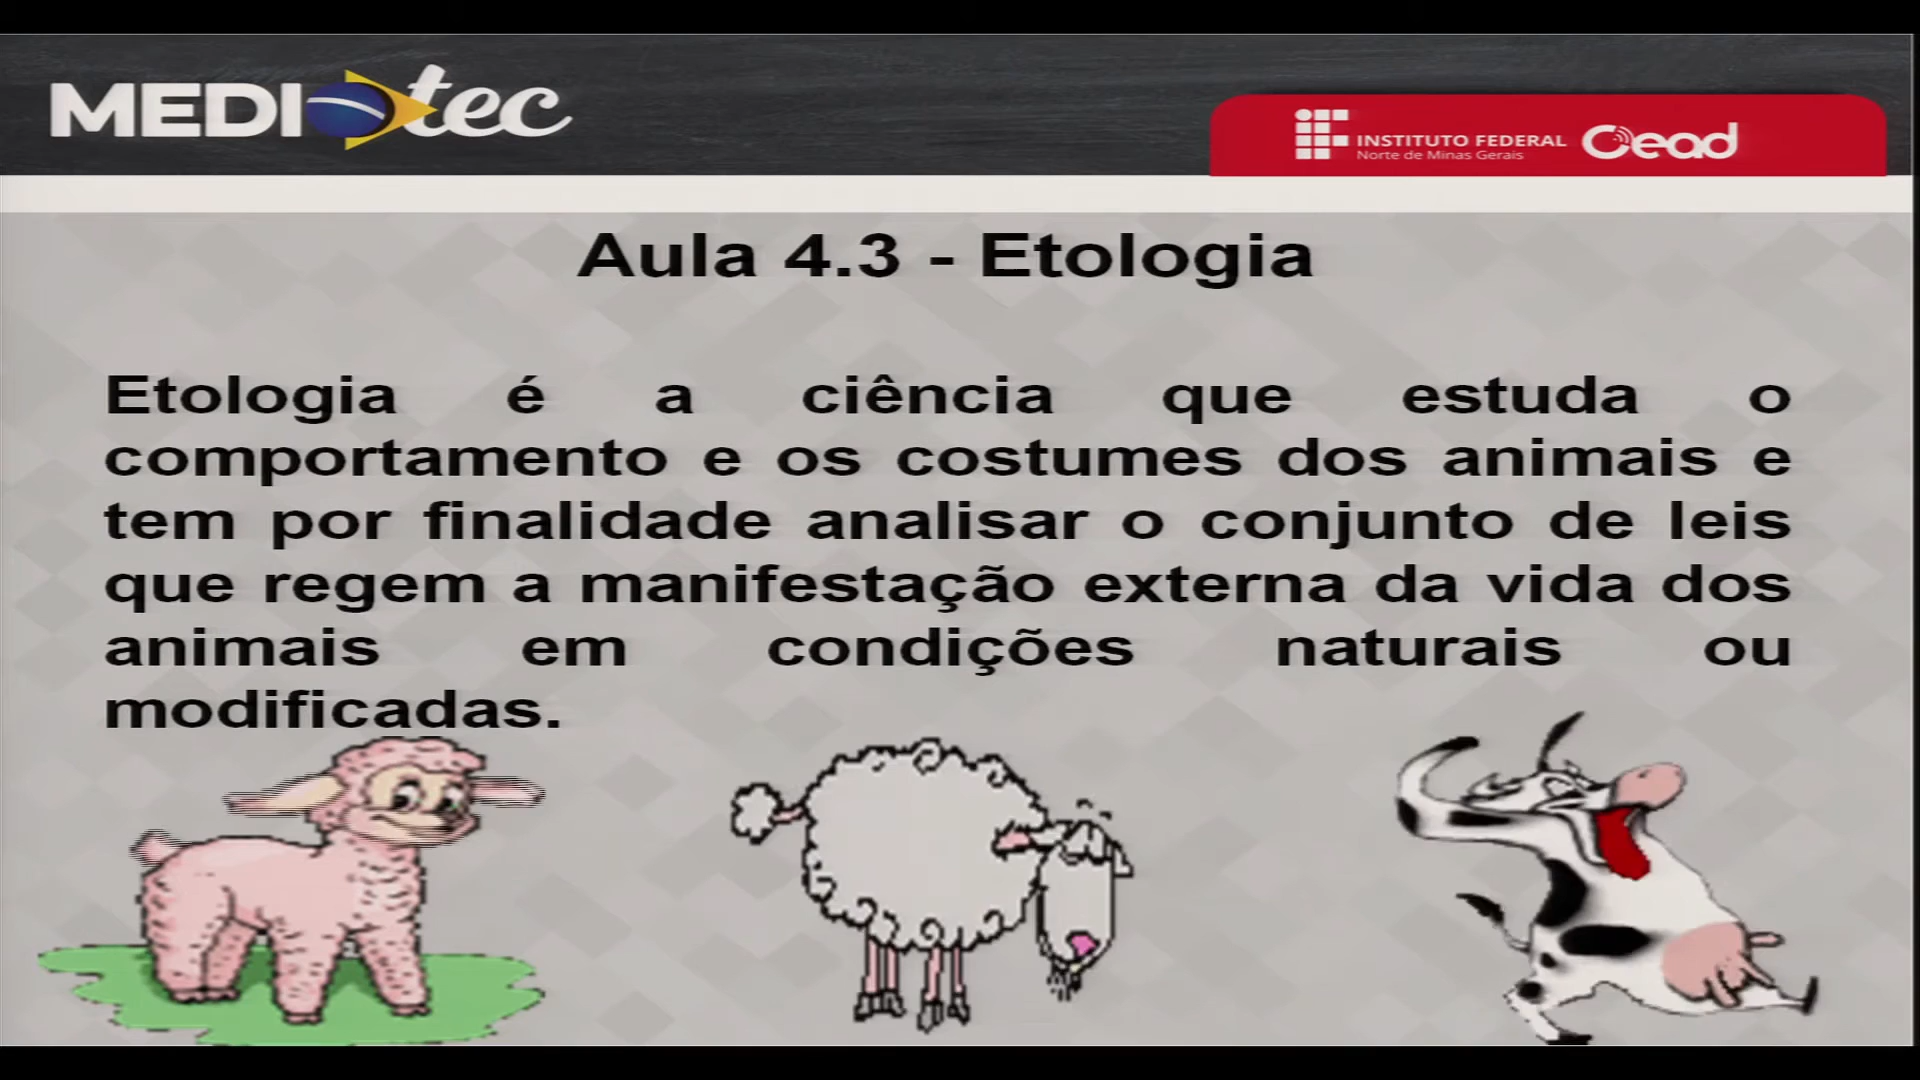 MEDIOtec
INSTITUTO FEDERAL
Norte de Minas Gerais
Cead
Aula 4.3 - Etologia
Etologia é a ciência que estuda o
comportamento e os costumes dos animais e
tem por finalidade analisar o conjunto de leis
que regem a manifestação externa da vida dos
animais em condições naturais ou
modificadas.